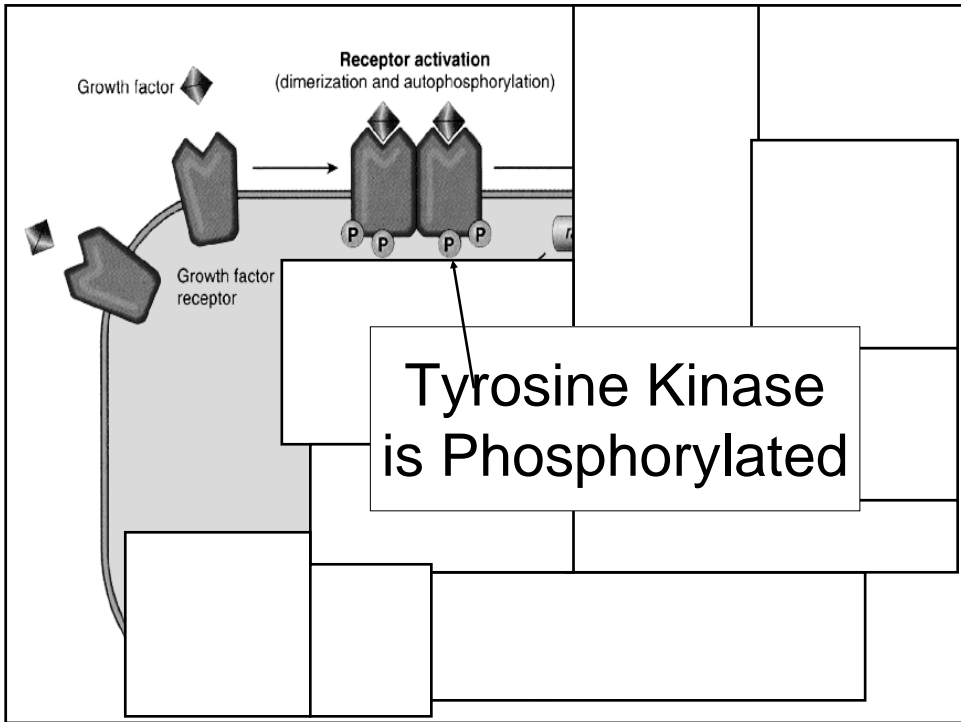 Receptor activation
(dimerization and autophosphorylation)
Growth factor
P
P
P
P
Growth factor
receptor
Tyrosine Kinase
is Phosphorylated